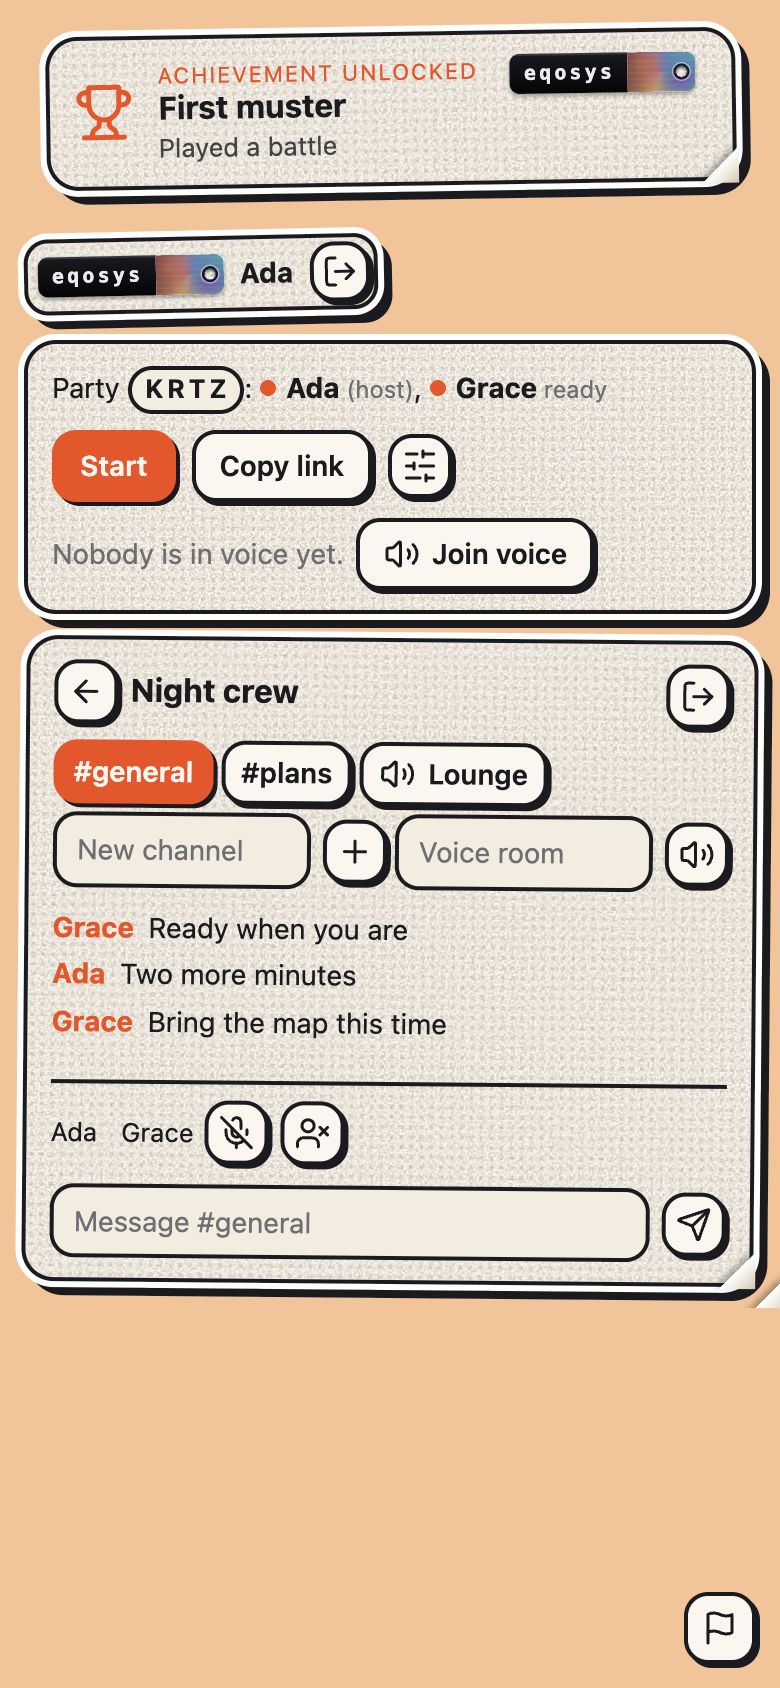 ACHIEVEMENT UNLOCKED
eqosys
First muster
Played a battle
eqosys Ada
Party KRTZ: Ada (host), Grace ready
Start Copy link
Nobody is in voice yet. Join voice
Night crew
#general #plans Lounge
New channel Voice room
Grace Ready when you are
Ada Two more minutes
Grace Bring the map this time
Ada Grace
Message #general